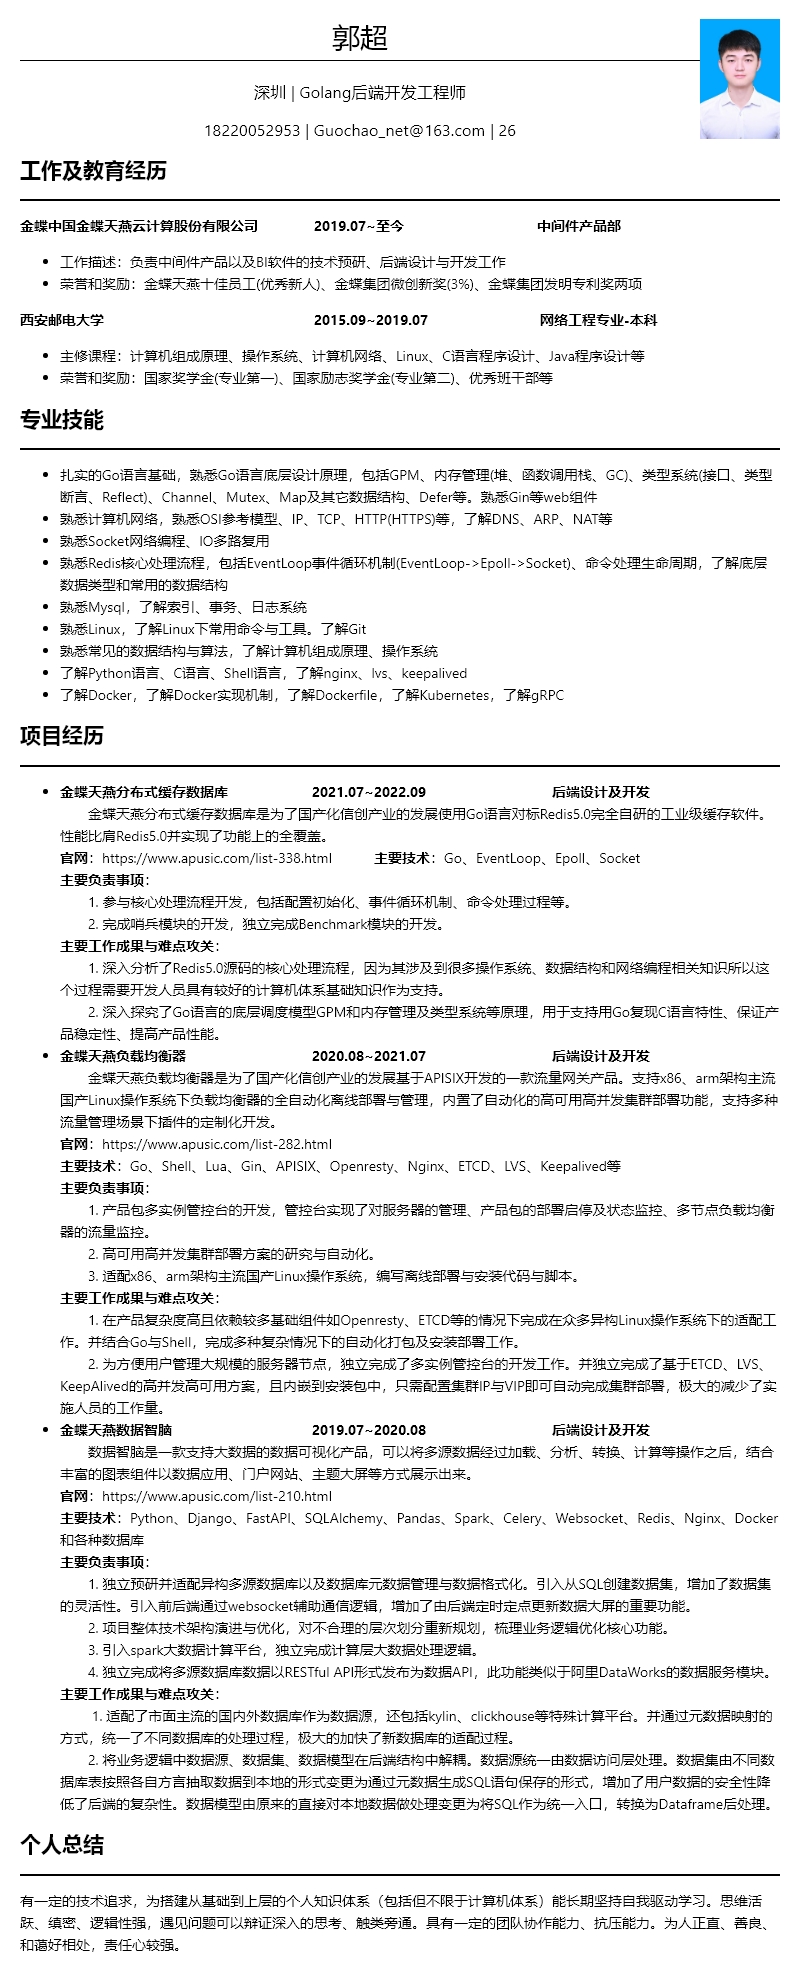 郭超
深圳 | Golang后端开发工程师
18220052953 | Guochao_net@163.com | 26
工作及教育经历
金蝶中国金蝶天燕云计算股份有限公司 2019.07~至今 中间件产品部
工作描述：负责中间件产品以及BI软件的技术预研、后端设计与开发工作
荣誉和奖励：金蝶天燕十佳员工(优秀新人)、金蝶集团微创新奖(3%)、金蝶集团发明专利奖两项
西安邮电大学 2015.09~2019.07 网络工程专业-本科
主修课程：计算机组成原理、操作系统、计算机网络、Linux、C语言程序设计、Java程序设计等
荣誉和奖励：国家奖学金(专业第一)、国家励志奖学金(专业第二)、优秀班干部等
专业技能
扎实的Go语言基础，熟悉Go语言底层设计原理，包括GPM、内存管理(堆、函数调用栈、GC)、类型系统(接口、类型
断言、Reflect)、Channel、Mutex、Map及其它数据结构、Defer等。熟悉Gin等web组件
熟悉计算机网络，熟悉OSI参考模型、IP、TCP、HTTP(HTTPS)等，了解DNS、ARP、NAT等
熟悉Socket网络编程、IO多路复用
熟悉Redis核心处理流程，包括EventLoop事件循环机制(EventLoop->Epoll->Socket)、命令处理生命周期，了解底层
数据类型和常用的数据结构
熟悉Mysql，了解索引、事务、日志系统
熟悉Linux，了解Linux下常用命令与工具。了解Git
熟悉常见的数据结构与算法，了解计算机组成原理、操作系统
了解Python语言、C语言、Shell语言，了解nginx、lvs、keepalived
了解Docker，了解Docker实现机制，了解Dockerfile，了解Kubernetes，了解gRPC
项目经历
金蝶天燕分布式缓存数据库 2021.07~2022.09 后端设计及开发
金蝶天燕分布式缓存数据库是为了国产化信创产业的发展使用Go语言对标Redis5.0完全自研的工业级缓存软件。
性能比肩Redis5.0并实现了功能上的全覆盖。
官网：https://www.apusic.com/list-338.html 主要技术：Go、EventLoop、Epoll、Socket
主要负责事项：
1. 参与核心处理流程开发，包括配置初始化、事件循环机制、命令处理过程等。
2. 完成哨兵模块的开发，独立完成Benchmark模块的开发。
主要工作成果与难点攻关：
1. 深入分析了Redis5.0源码的核心处理流程，因为其涉及到很多操作系统、数据结构和网络编程相关知识所以这
个过程需要开发人员具有较好的计算机体系基础知识作为支持。
2. 深入探究了Go语言的底层调度模型GPM和内存管理及类型系统等原理，用于支持用Go复现C语言特性、保证产
品稳定性、提高产品性能。
金蝶天燕负载均衡器 2020.08~2021.07 后端设计及开发
金蝶天燕负载均衡器是为了国产化信创产业的发展基于APISIX开发的一款流量网关产品。支持x86、arm架构主流
国产Linux操作系统下负载均衡器的全自动化离线部署与管理，内置了自动化的高可用高并发集群部署功能，支持多种
流量管理场景下插件的定制化开发。
官网：https://www.apusic.com/list-282.html
主要技术：Go、Shell、Lua、Gin、APISIX、Openresty、Nginx、ETCD、LVS、Keepalived等
主要负责事项：
1. 产品包多实例管控台的开发，管控台实现了对服务器的管理、产品包的部署启停及状态监控、多节点负载均衡
器的流量监控。
2. 高可用高并发集群部署方案的研究与自动化。
3. 适配x86、arm架构主流国产Linux操作系统，编写离线部署与安装代码与脚本。
主要工作成果与难点攻关：
1. 在产品复杂度高且依赖较多基础组件如Openresty、ETCD等的情况下完成在众多异构Linux操作系统下的适配工
作。并结合Go与Shell，完成多种复杂情况下的自动化打包及安装部署工作。
2. 为方便用户管理大规模的服务器节点，独立完成了多实例管控台的开发工作。并独立完成了基于ETCD、LVS、
KeepAlived的高并发高可用方案，且内嵌到安装包中，只需配置集群IP与VIP即可自动完成集群部署，极大的减少了实
施人员的工作量。
金蝶天燕数据智脑 2019.07~2020.08 后端设计及开发
数据智脑是一款支持大数据的数据可视化产品，可以将多源数据经过加载、分析、转换、计算等操作之后，结合
丰富的图表组件以数据应用、门户网站、主题大屏等方式展示出来。
官网：https://www.apusic.com/list-210.html
主要技术：Python、Django、FastAPI、SQLAlchemy、Pandas、Spark、Celery、Websocket、Redis、Nginx、Docker
和各种数据库
主要负责事项：
1. 独立预研并适配异构多源数据库以及数据库元数据管理与数据格式化。引入从SQL创建数据集，增加了数据集
的灵活性。引入前后端通过websocket辅助通信逻辑，增加了由后端定时定点更新数据大屏的重要功能。
2. 项目整体技术架构演进与优化，对不合理的层次划分重新规划，梳理业务逻辑优化核心功能。
3. 引入spark大数据计算平台，独立完成计算层大数据处理逻辑。
4. 独立完成将多源数据库数据以RESTful API形式发布为数据API，此功能类似于阿里DataWorks的数据服务模块。
主要工作成果与难点攻关：
1. 适配了市面主流的国内外数据库作为数据源，还包括kylin、clickhouse等特殊计算平台。并通过元数据映射的
方式，统一了不同数据库的处理过程，极大的加快了新数据库的适配过程。
2. 将业务逻辑中数据源、数据集、数据模型在后端结构中解耦。数据源统一由数据访问层处理。数据集由不同数
据库表按照各自方言抽取数据到本地的形式变更为通过元数据生成SQL语句保存的形式，增加了用户数据的安全性降
低了后端的复杂性。数据模型由原来的直接对本地数据做处理变更为将SQL作为统一入口，转换为Dataframe后处理。
个人总结
有一定的技术追求，为搭建从基础到上层的个人知识体系（包括但不限于计算机体系）能长期坚持自我驱动学习。思维活
跃、缜密、逻辑性强，遇见问题可以辩证深入的思考、触类旁通。具有一定的团队协作能力、抗压能力。为人正直、善良、
和蔼好相处，责任心较强。